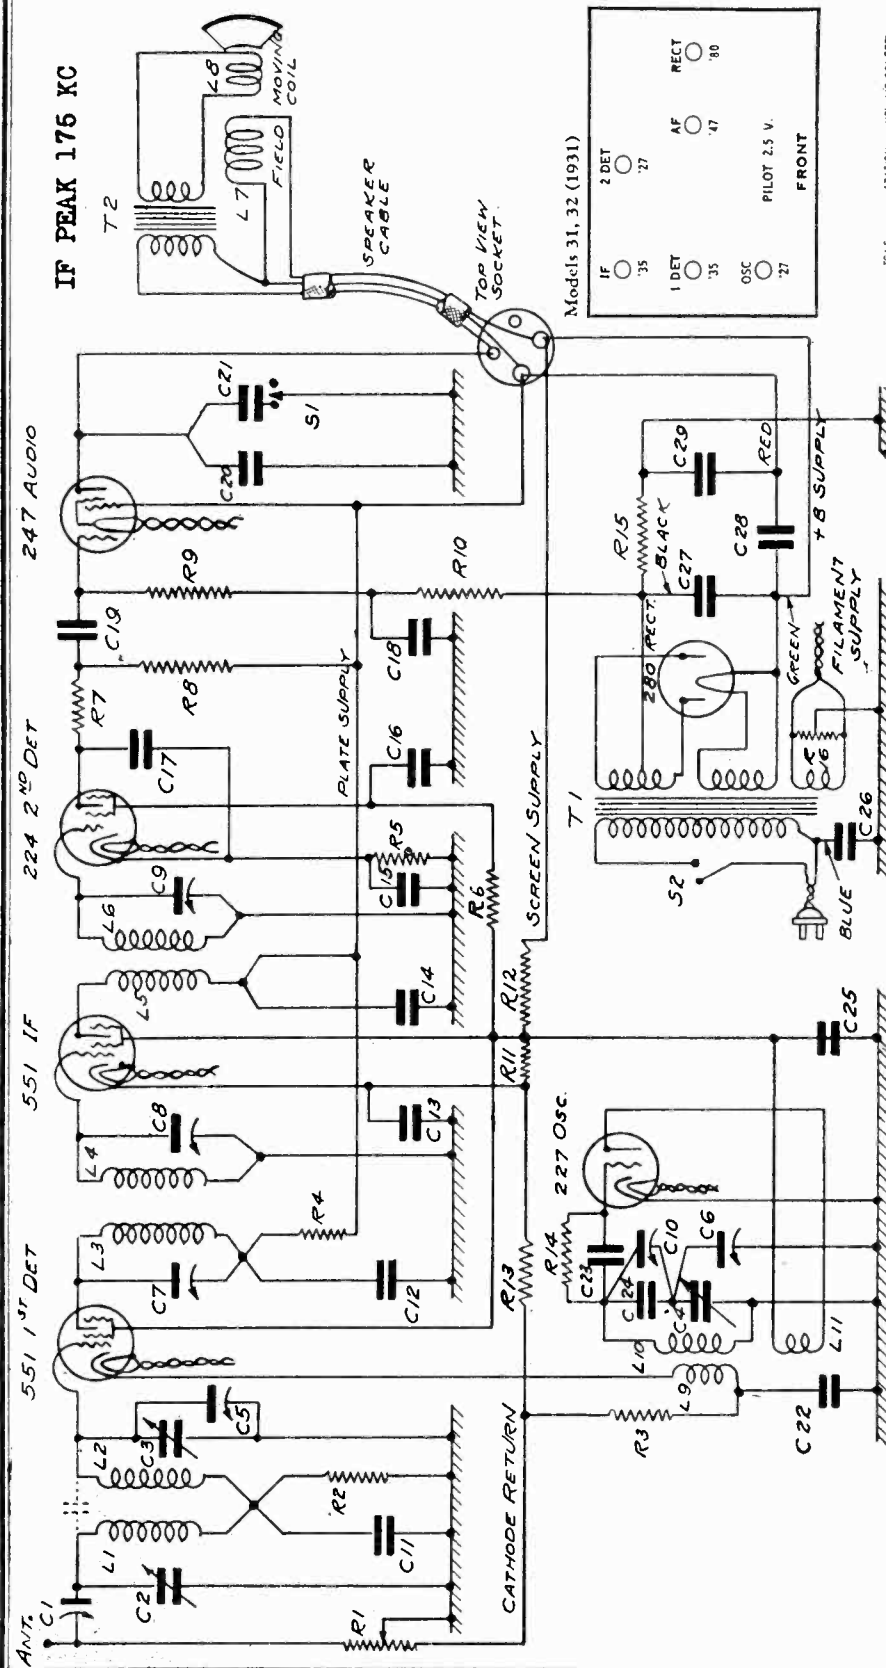 IF PEAK 175 KC
ANT.
551 1ST DET
551 IF
224 2ND DET
247 AUDIO
T2
L8
MOVING
COIL
L7
FIELD
SPEAKER
CABLE
TOP VIEW
SOCKET.
C1
C2
L1
L2
C3
C5
R1
C11
R2
C7
L3
C12
R4
L4
C8
C13
L5
L6
C9
C14
C15
R5
R6
C17
R7
R8
C16
C19
R9
C18
R10
C20
C21
S1
PLATE SUPPLY
SCREEN SUPPLY
CATHODE RETURN
R13
R11
R12
R3
L9
C22
L10
L11
R14
C23
C24
C4
C10
C6
227 OSC.
C25
T1
S2
BLUE
C26
280 RECT.
R15
BLACK
C27
C28
C29
RED
+B SUPPLY
GREEN
FILAMENT
SUPPLY
R16
Models 31, 32 (1931)
IF
'35
2 DET
'27
RECT
'80
1 DET
'35
AF
'47
OSC
'27
PILOT 2.5 V.
FRONT